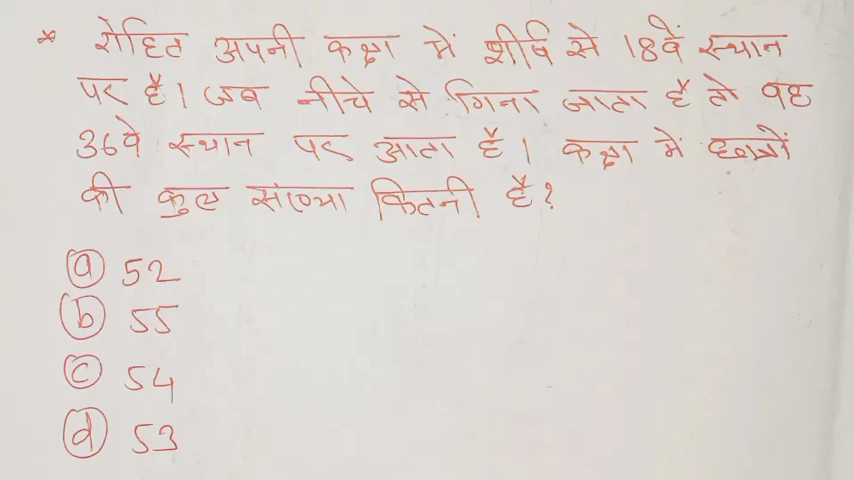 * रोहित अपनी कक्षा में शीर्ष से 18वें स्थान
पर है। जब नीचे से गिना जाता है तो वह
36वे स्थान पर आता है। कक्षा में छात्रों
की कुल संख्या कितनी है?
(a) 52
(b) 55
(c) 54
(d) 53